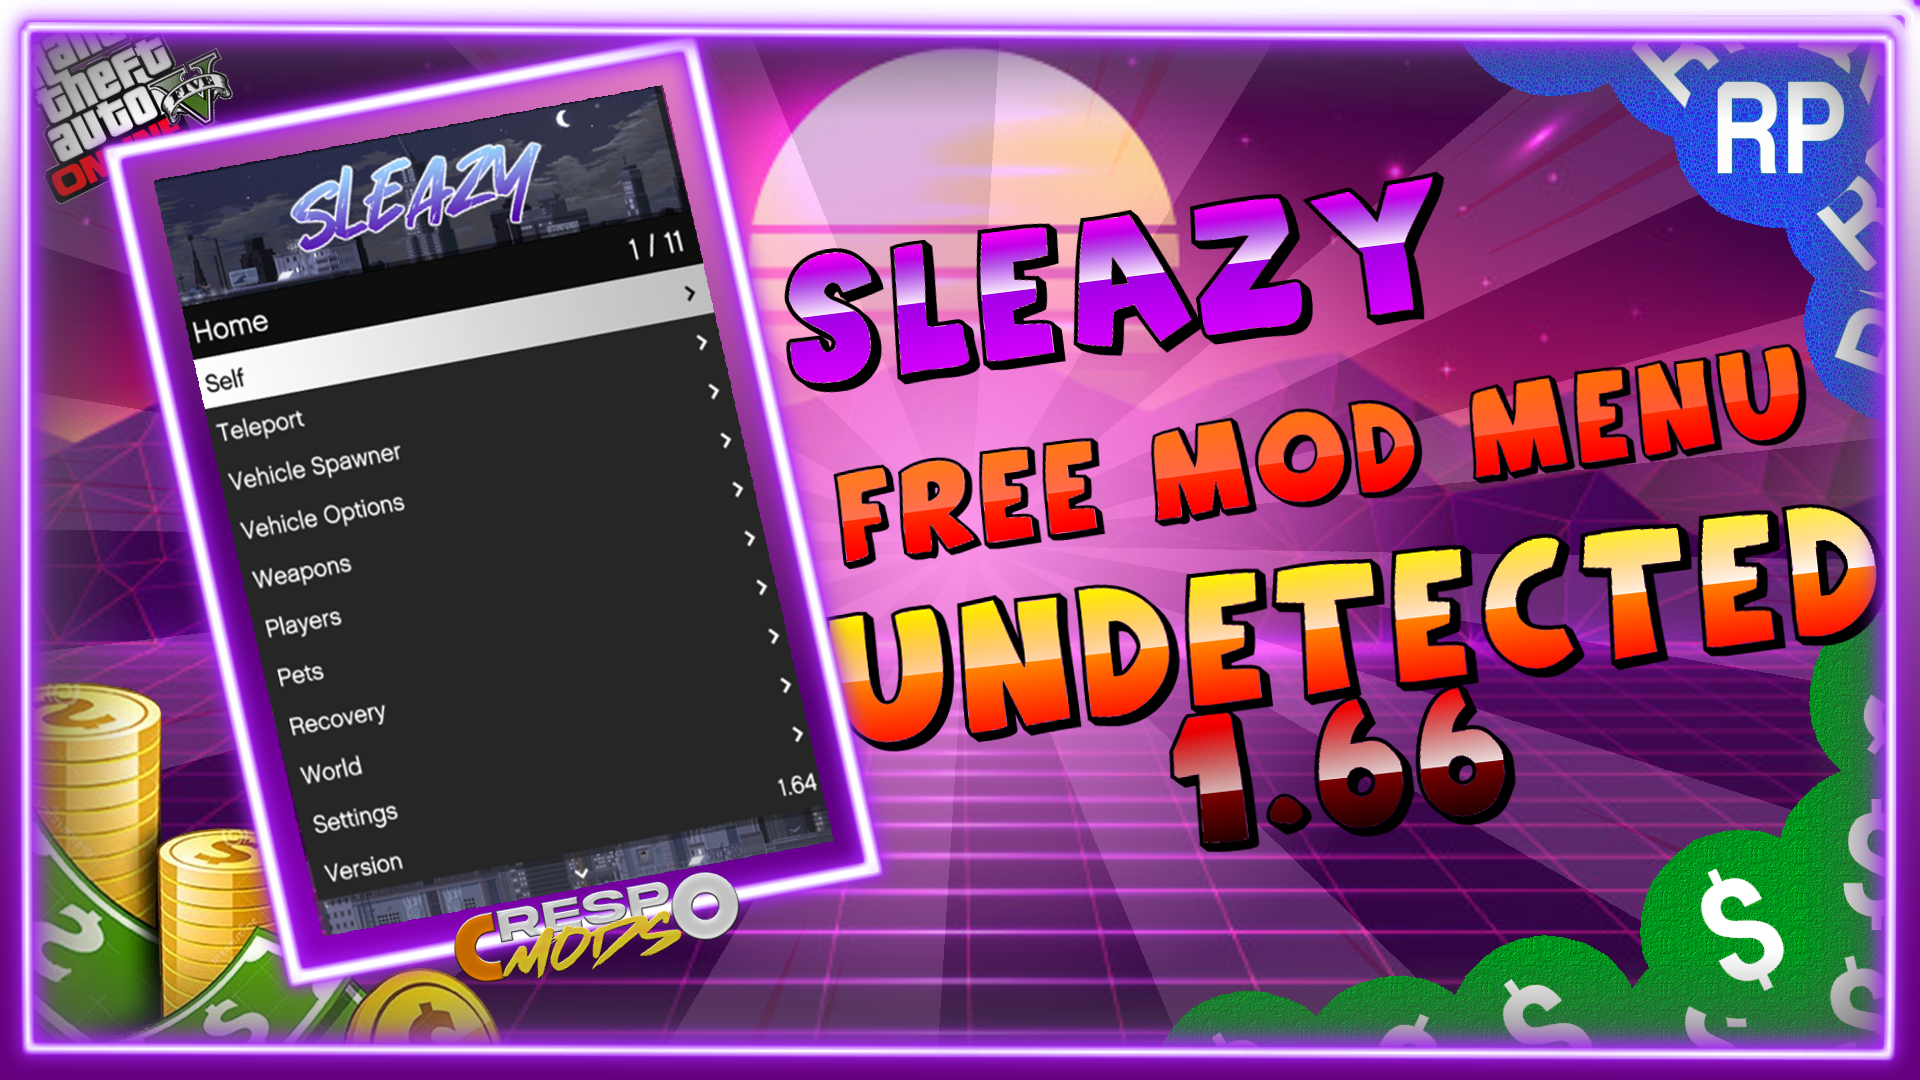 grand
theft
auto
FIVE
ONLINE
SLEAZY
1 / 11
Home
Self
Teleport
Vehicle Spawner
Vehicle Options
Weapons
Players
Pets
Recovery
World
Settings
Version 1.64
CRESPO
MODS
SLEAZY
FREE MOD MENU
UNDETECTED
1.66
RP
RP
$
$
$
$